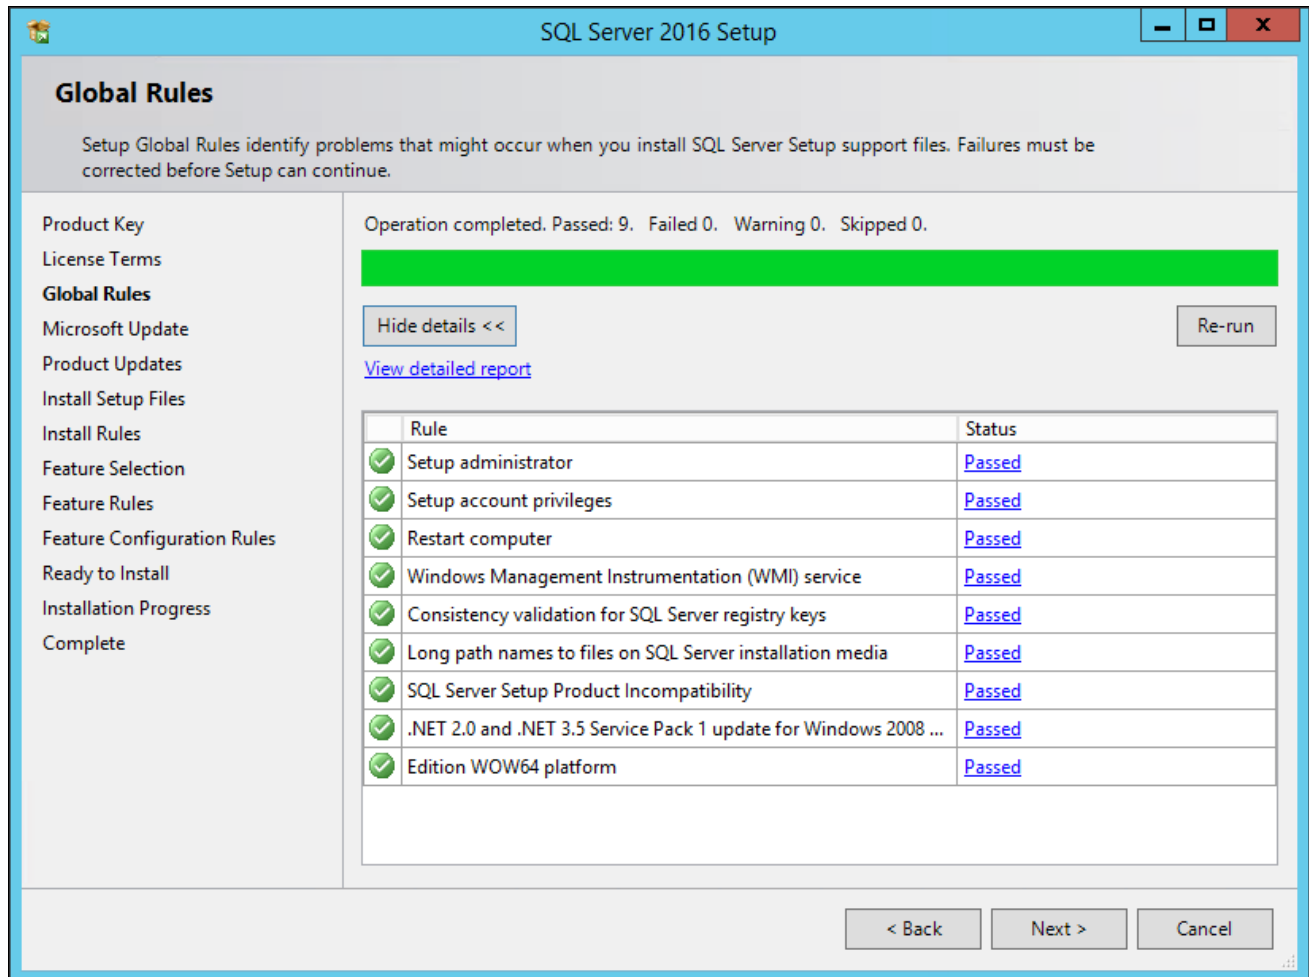 SQL Server 2016 Setup
Global Rules
Setup Global Rules identify problems that might occur when you install SQL Server Setup support files. Failures must be
corrected before Setup can continue.
Product Key
License Terms
Global Rules
Microsoft Update
Product Updates
Install Setup Files
Install Rules
Feature Selection
Feature Rules
Feature Configuration Rules
Ready to Install
Installation Progress
Complete
Operation completed. Passed: 9. Failed 0. Warning 0. Skipped 0.
Hide details << Re-run
View detailed report
Rule Status
Setup administrator Passed
Setup account privileges Passed
Restart computer Passed
Windows Management Instrumentation (WMI) service Passed
Consistency validation for SQL Server registry keys Passed
Long path names to files on SQL Server installation media Passed
SQL Server Setup Product Incompatibility Passed
.NET 2.0 and .NET 3.5 Service Pack 1 update for Windows 2008 ... Passed
Edition WOW64 platform Passed
< Back Next > Cancel